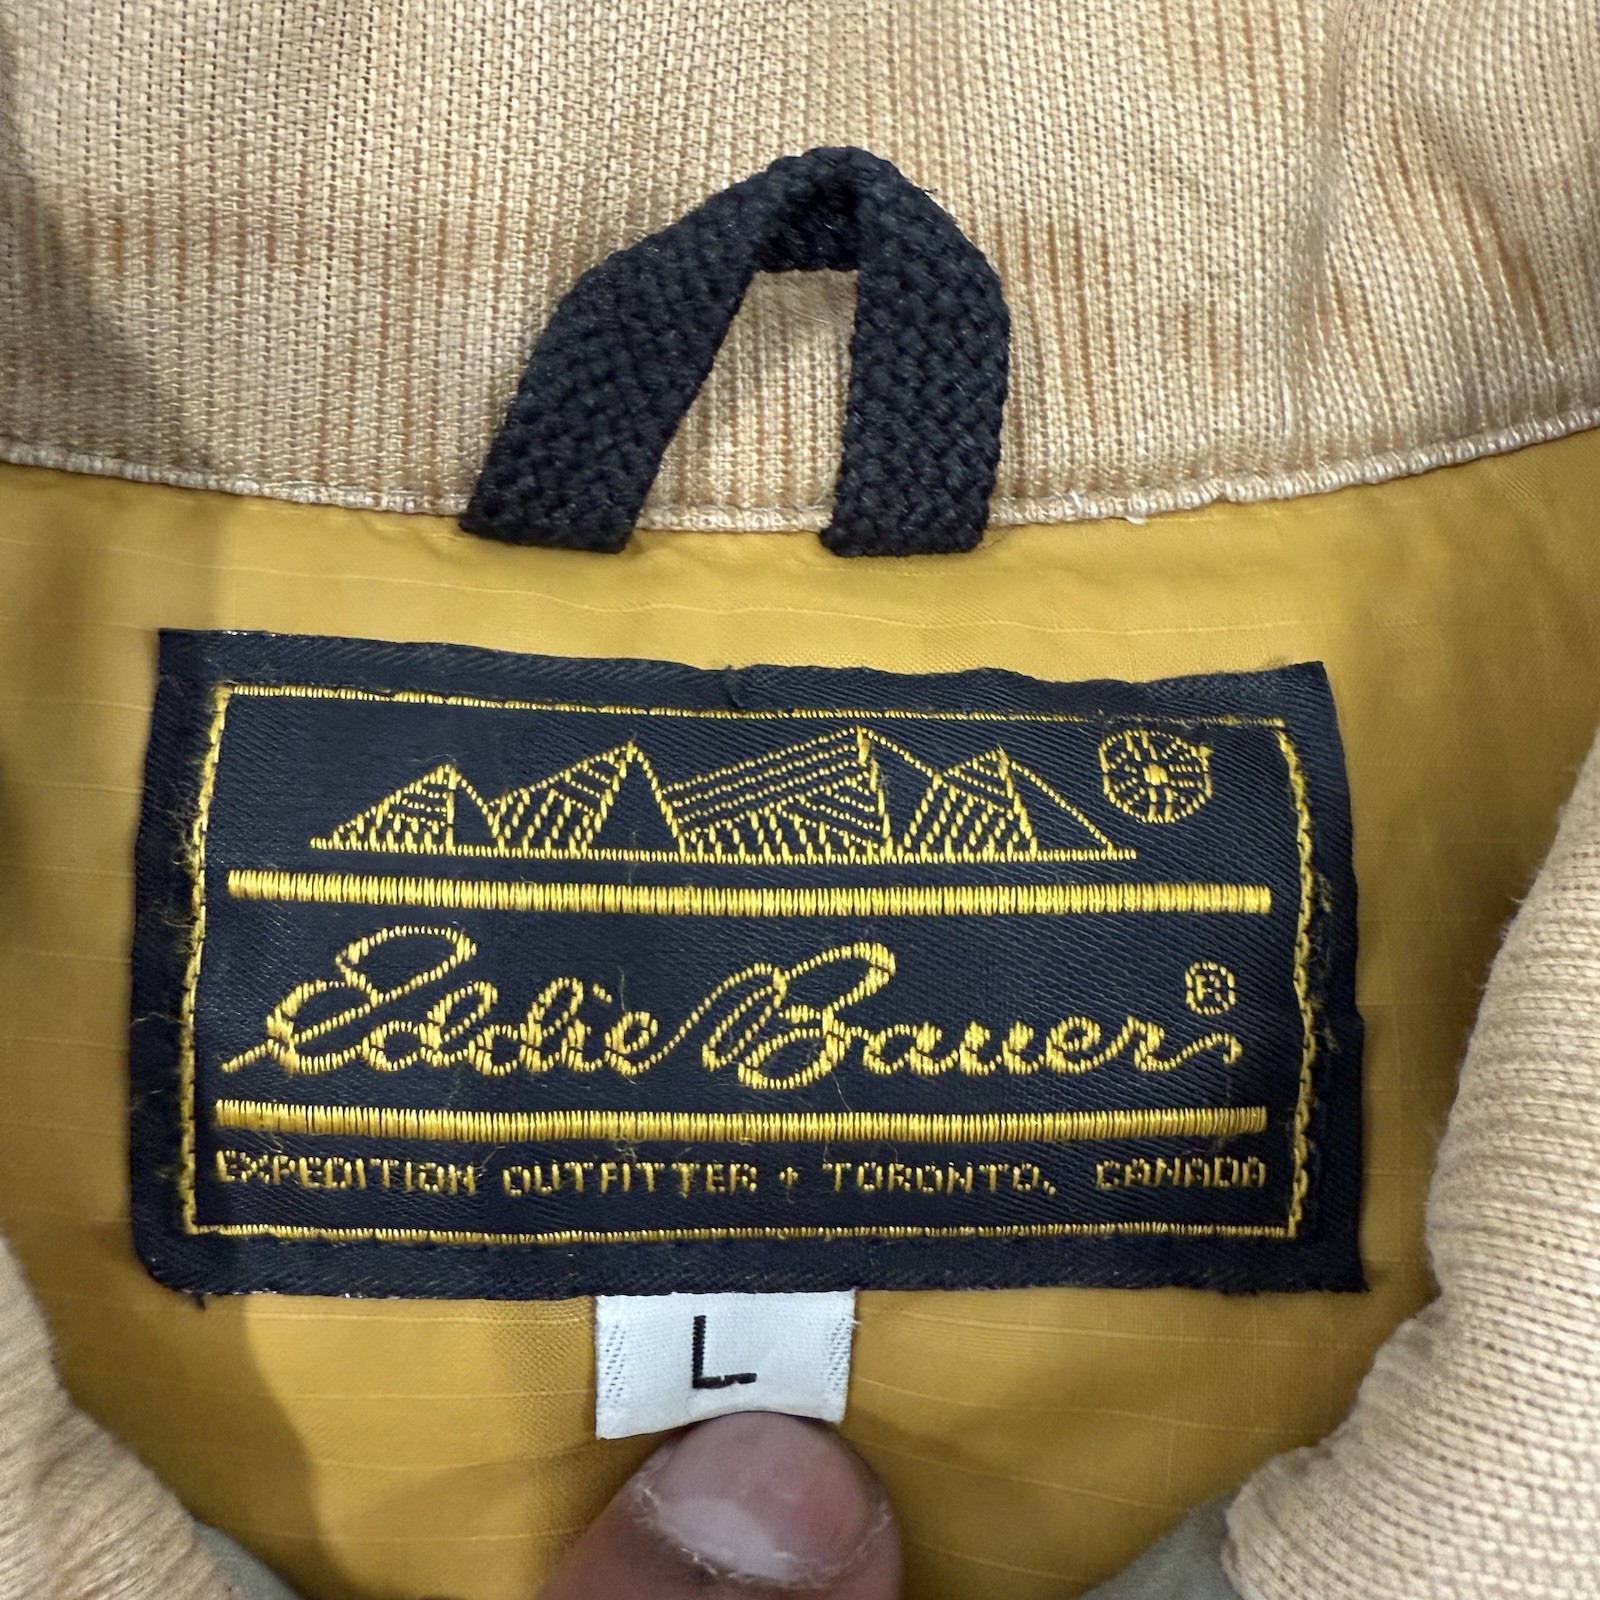 Eddie Bauer ®
EXPEDITION OUTFITTER + TORONTO, CANADA
L